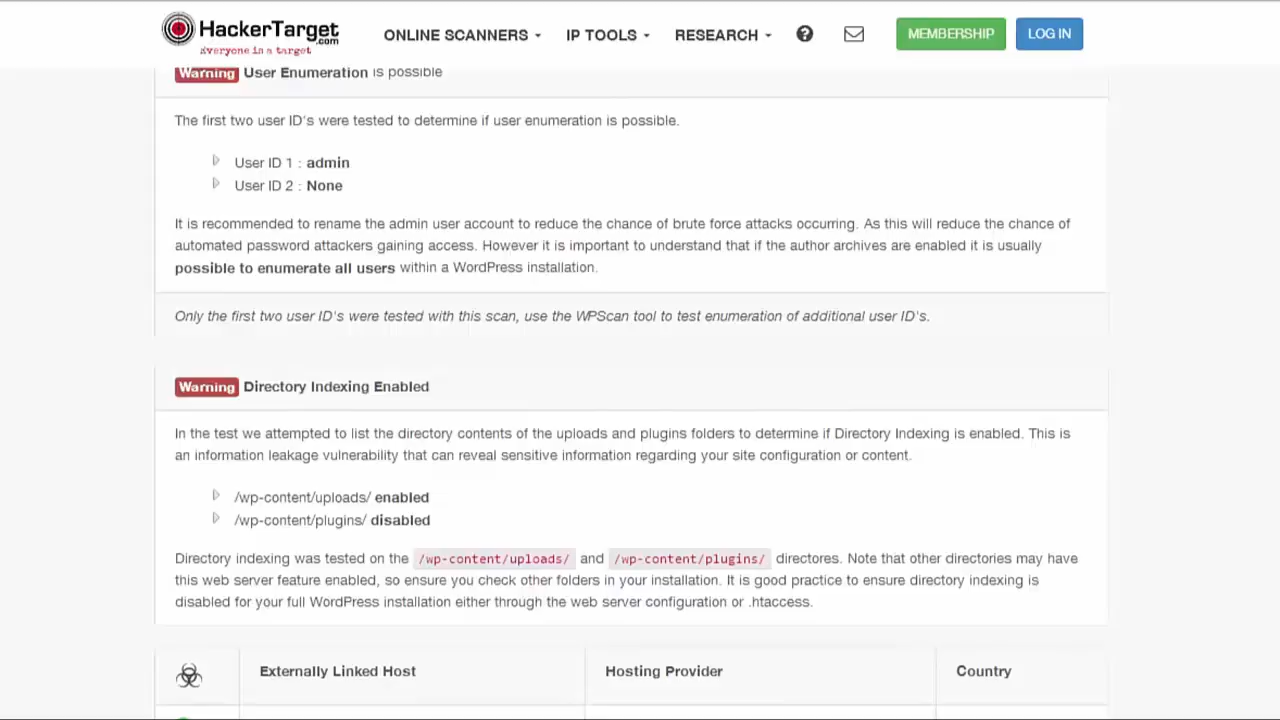 HackerTarget
.com
Everyone is a target
ONLINE SCANNERS IP TOOLS RESEARCH MEMBERSHIP LOG IN
Warning User Enumeration is possible
The first two user ID's were tested to determine if user enumeration is possible.
User ID 1 : admin
User ID 2 : None
It is recommended to rename the admin user account to reduce the chance of brute force attacks occurring. As this will reduce the chance of
automated password attackers gaining access. However it is important to understand that if the author archives are enabled it is usually
possible to enumerate all users within a WordPress installation.
Only the first two user ID's were tested with this scan, use the WPScan tool to test enumeration of additional user ID's.
Warning Directory Indexing Enabled
In the test we attempted to list the directory contents of the uploads and plugins folders to determine if Directory Indexing is enabled. This is
an information leakage vulnerability that can reveal sensitive information regarding your site configuration or content.
/wp-content/uploads/ enabled
/wp-content/plugins/ disabled
Directory indexing was tested on the /wp-content/uploads/ and /wp-content/plugins/ directores. Note that other directories may have
this web server feature enabled, so ensure you check other folders in your installation. It is good practice to ensure directory indexing is
disabled for your full WordPress installation either through the web server configuration or .htaccess.
Externally Linked Host Hosting Provider Country